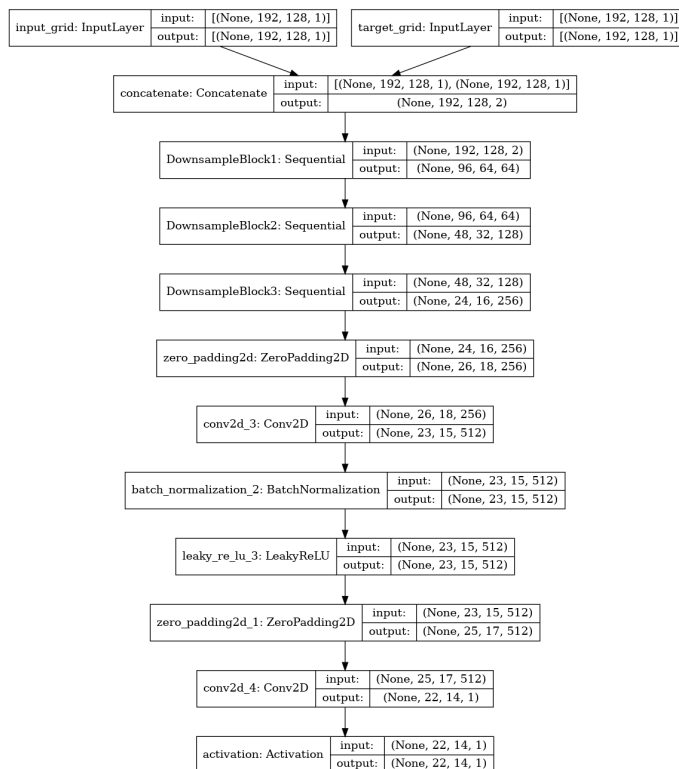 input_grid: InputLayer input: [(None, 192, 128, 1)] output: [(None, 192, 128, 1)]
target_grid: InputLayer input: [(None, 192, 128, 1)] output: [(None, 192, 128, 1)]
concatenate: Concatenate input: [(None, 192, 128, 1), (None, 192, 128, 1)] output: (None, 192, 128, 2)
DownsampleBlock1: Sequential input: (None, 192, 128, 2) output: (None, 96, 64, 64)
DownsampleBlock2: Sequential input: (None, 96, 64, 64) output: (None, 48, 32, 128)
DownsampleBlock3: Sequential input: (None, 48, 32, 128) output: (None, 24, 16, 256)
zero_padding2d: ZeroPadding2D input: (None, 24, 16, 256) output: (None, 26, 18, 256)
conv2d_3: Conv2D input: (None, 26, 18, 256) output: (None, 23, 15, 512)
batch_normalization_2: BatchNormalization input: (None, 23, 15, 512) output: (None, 23, 15, 512)
leaky_re_lu_3: LeakyReLU input: (None, 23, 15, 512) output: (None, 23, 15, 512)
zero_padding2d_1: ZeroPadding2D input: (None, 23, 15, 512) output: (None, 25, 17, 512)
conv2d_4: Conv2D input: (None, 25, 17, 512) output: (None, 22, 14, 1)
activation: Activation input: (None, 22, 14, 1) output: (None, 22, 14, 1)